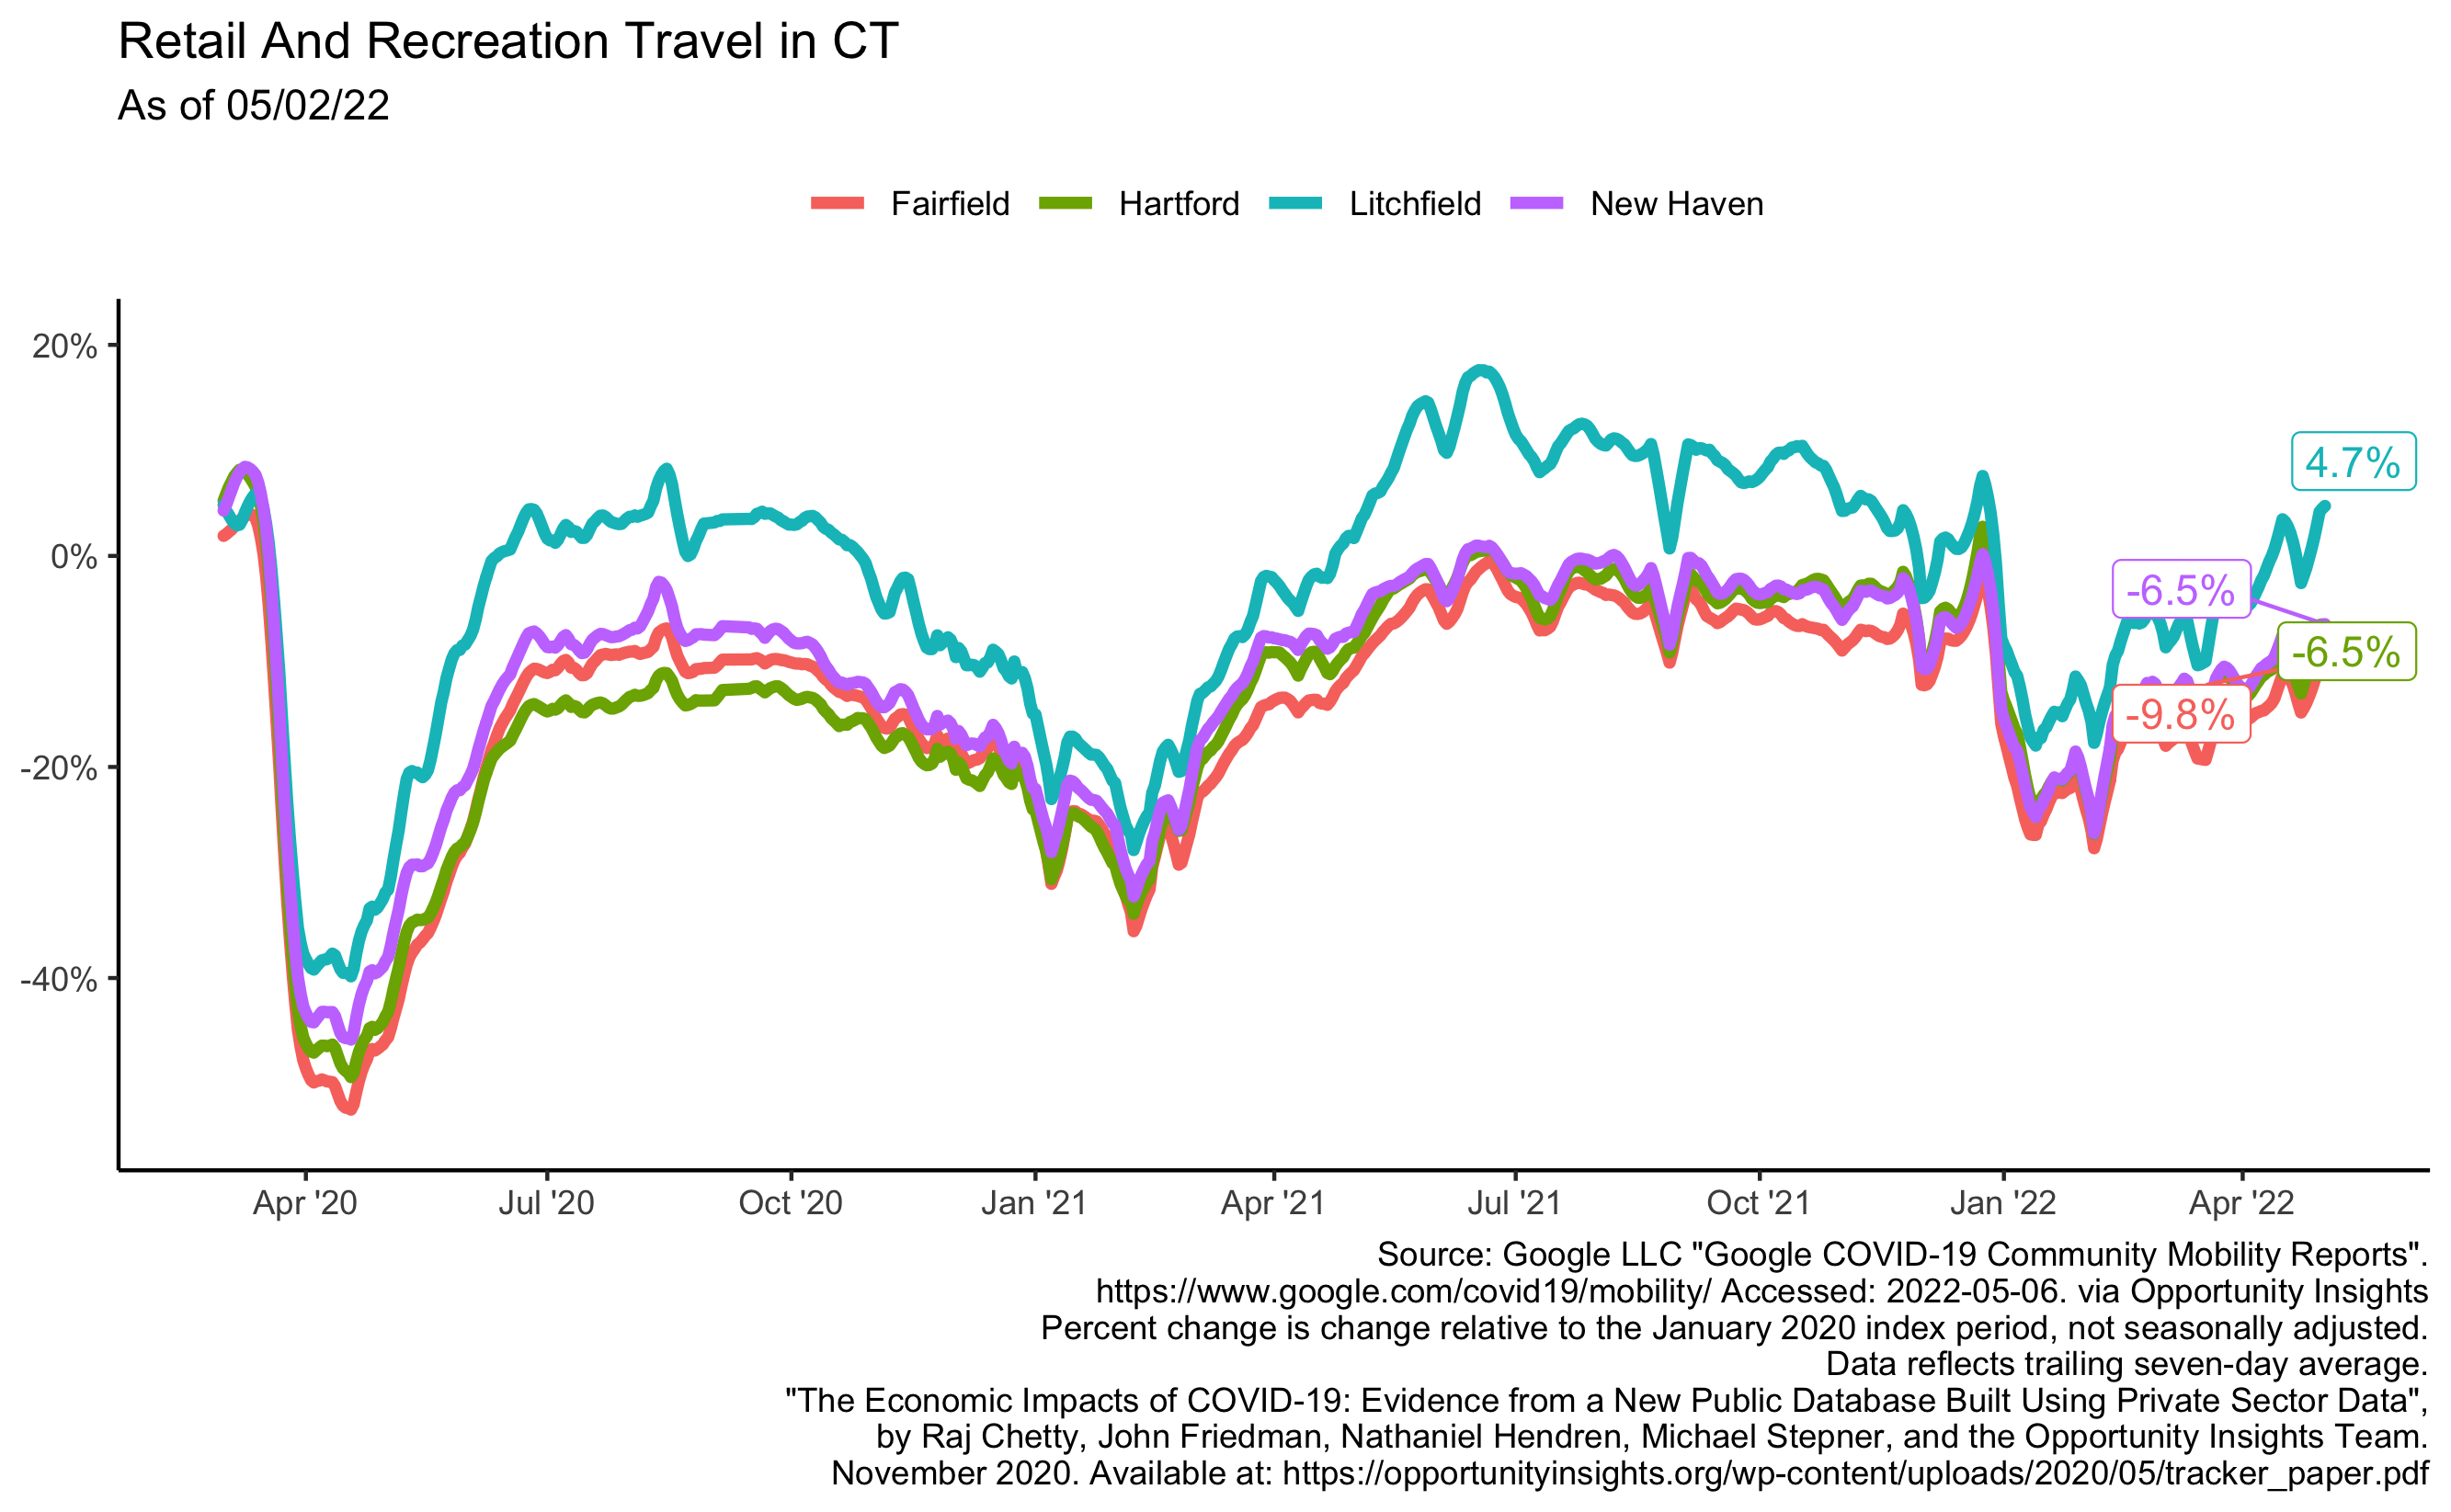 Retail And Recreation Travel in CT
As of 05/02/22
Fairfield Hartford Litchfield New Haven
20%
0%
-20%
-40%
4.7%
-6.5%
-6.5%
-9.8%
Apr '20 Jul '20 Oct '20 Jan '21 Apr '21 Jul '21 Oct '21 Jan '22 Apr '22
Source: Google LLC "Google COVID-19 Community Mobility Reports".
https://www.google.com/covid19/mobility/ Accessed: 2022-05-06. via Opportunity Insights
Percent change is change relative to the January 2020 index period, not seasonally adjusted.
Data reflects trailing seven-day average.
"The Economic Impacts of COVID-19: Evidence from a New Public Database Built Using Private Sector Data",
by Raj Chetty, John Friedman, Nathaniel Hendren, Michael Stepner, and the Opportunity Insights Team.
November 2020. Available at: https://opportunityinsights.org/wp-content/uploads/2020/05/tracker_paper.pdf